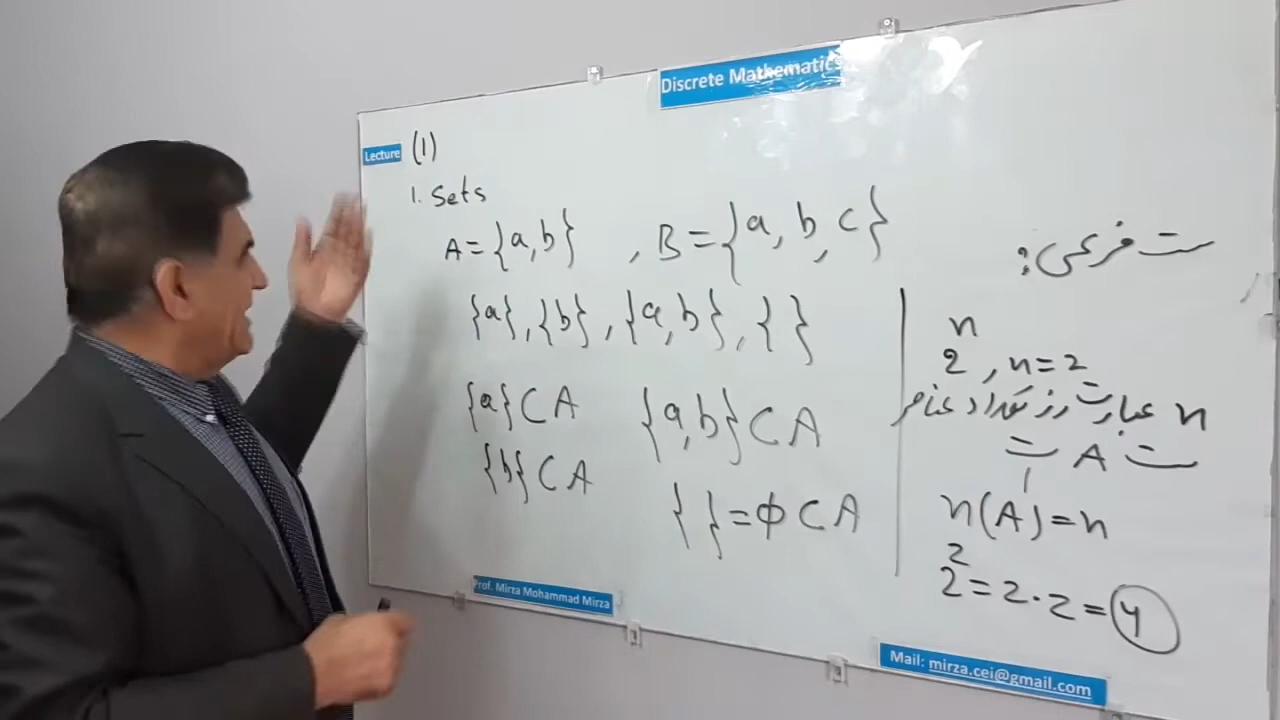 Discrete Mathematics
Lecture (1)
1. Sets
A={a,b} , B={a,b,c}
{a},{b},{a,b},{ }
{a}⊂A {a,b}⊂A
{b}⊂A { }=φ⊂A
ست فرعی:
2ⁿ , n=2
n عبارت از تعداد عناصر
ست A است
n(A)=n
2²=2·2=4
Prof. Mirza Mohammad Mirza
Mail: mirza.cei@gmail.com